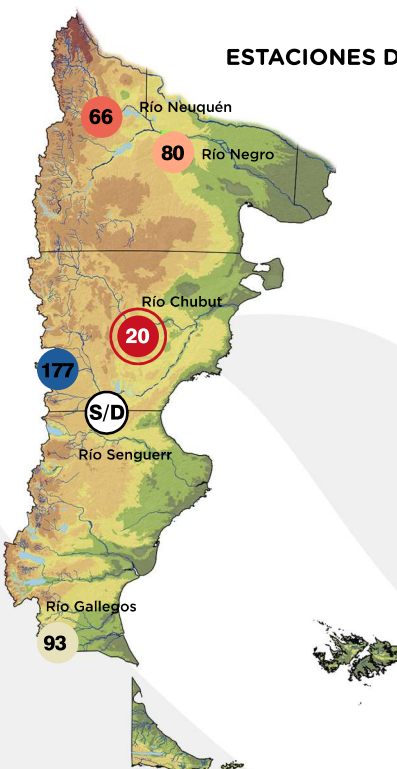 ESTACIONES D
Río Neuquén
66
80
Río Negro
Río Chubut
20
177
S/D
Río Senguerr
Río Gallegos
93